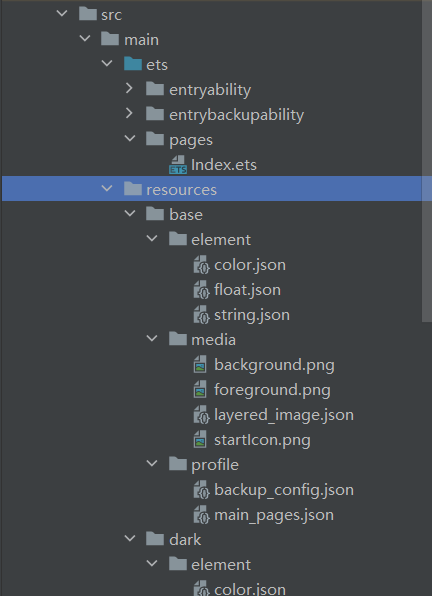 src
main
ets
entryability
entrybackupability
pages
Index.ets
resources
base
element
color.json
float.json
string.json
media
background.png
foreground.png
layered_image.json
startIcon.png
profile
backup_config.json
main_pages.json
dark
element
color.json